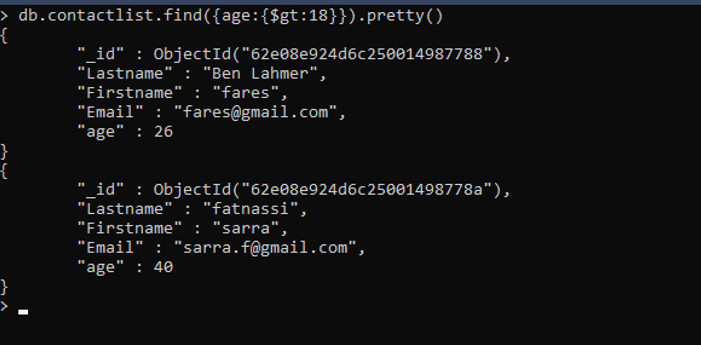 > db.contactlist.find({age:{$gt:18}}).pretty()
{
        "_id" : ObjectId("62e08e924d6c250014987788"),
        "Lastname" : "Ben Lahmer",
        "Firstname" : "fares",
        "Email" : "fares@gmail.com",
        "age" : 26
}
{
        "_id" : ObjectId("62e08e924d6c25001498778a"),
        "Lastname" : "fatnassi",
        "Firstname" : "sarra",
        "Email" : "sarra.f@gmail.com",
        "age" : 40
}
>